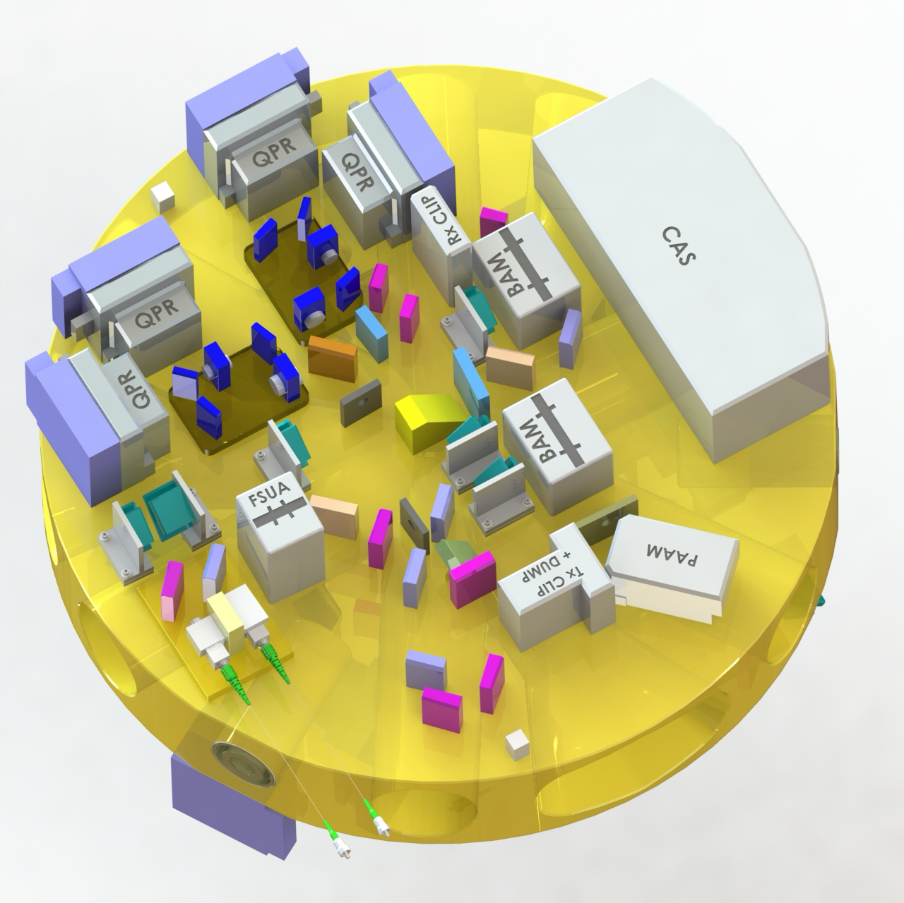 QPR
QPR
Rx CLIP
BAM
CAS
QPR
QPR
BAM
FSUA
Tx CLIP
+ DUMP
PAAM